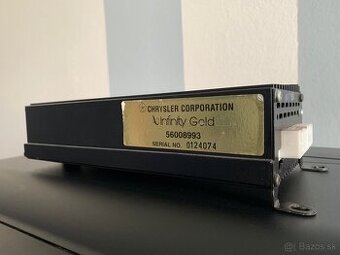 CHRYSLER CORPORATION
Infinity Gold
56008993
SERIAL NO. 0124074
Bazos.sk